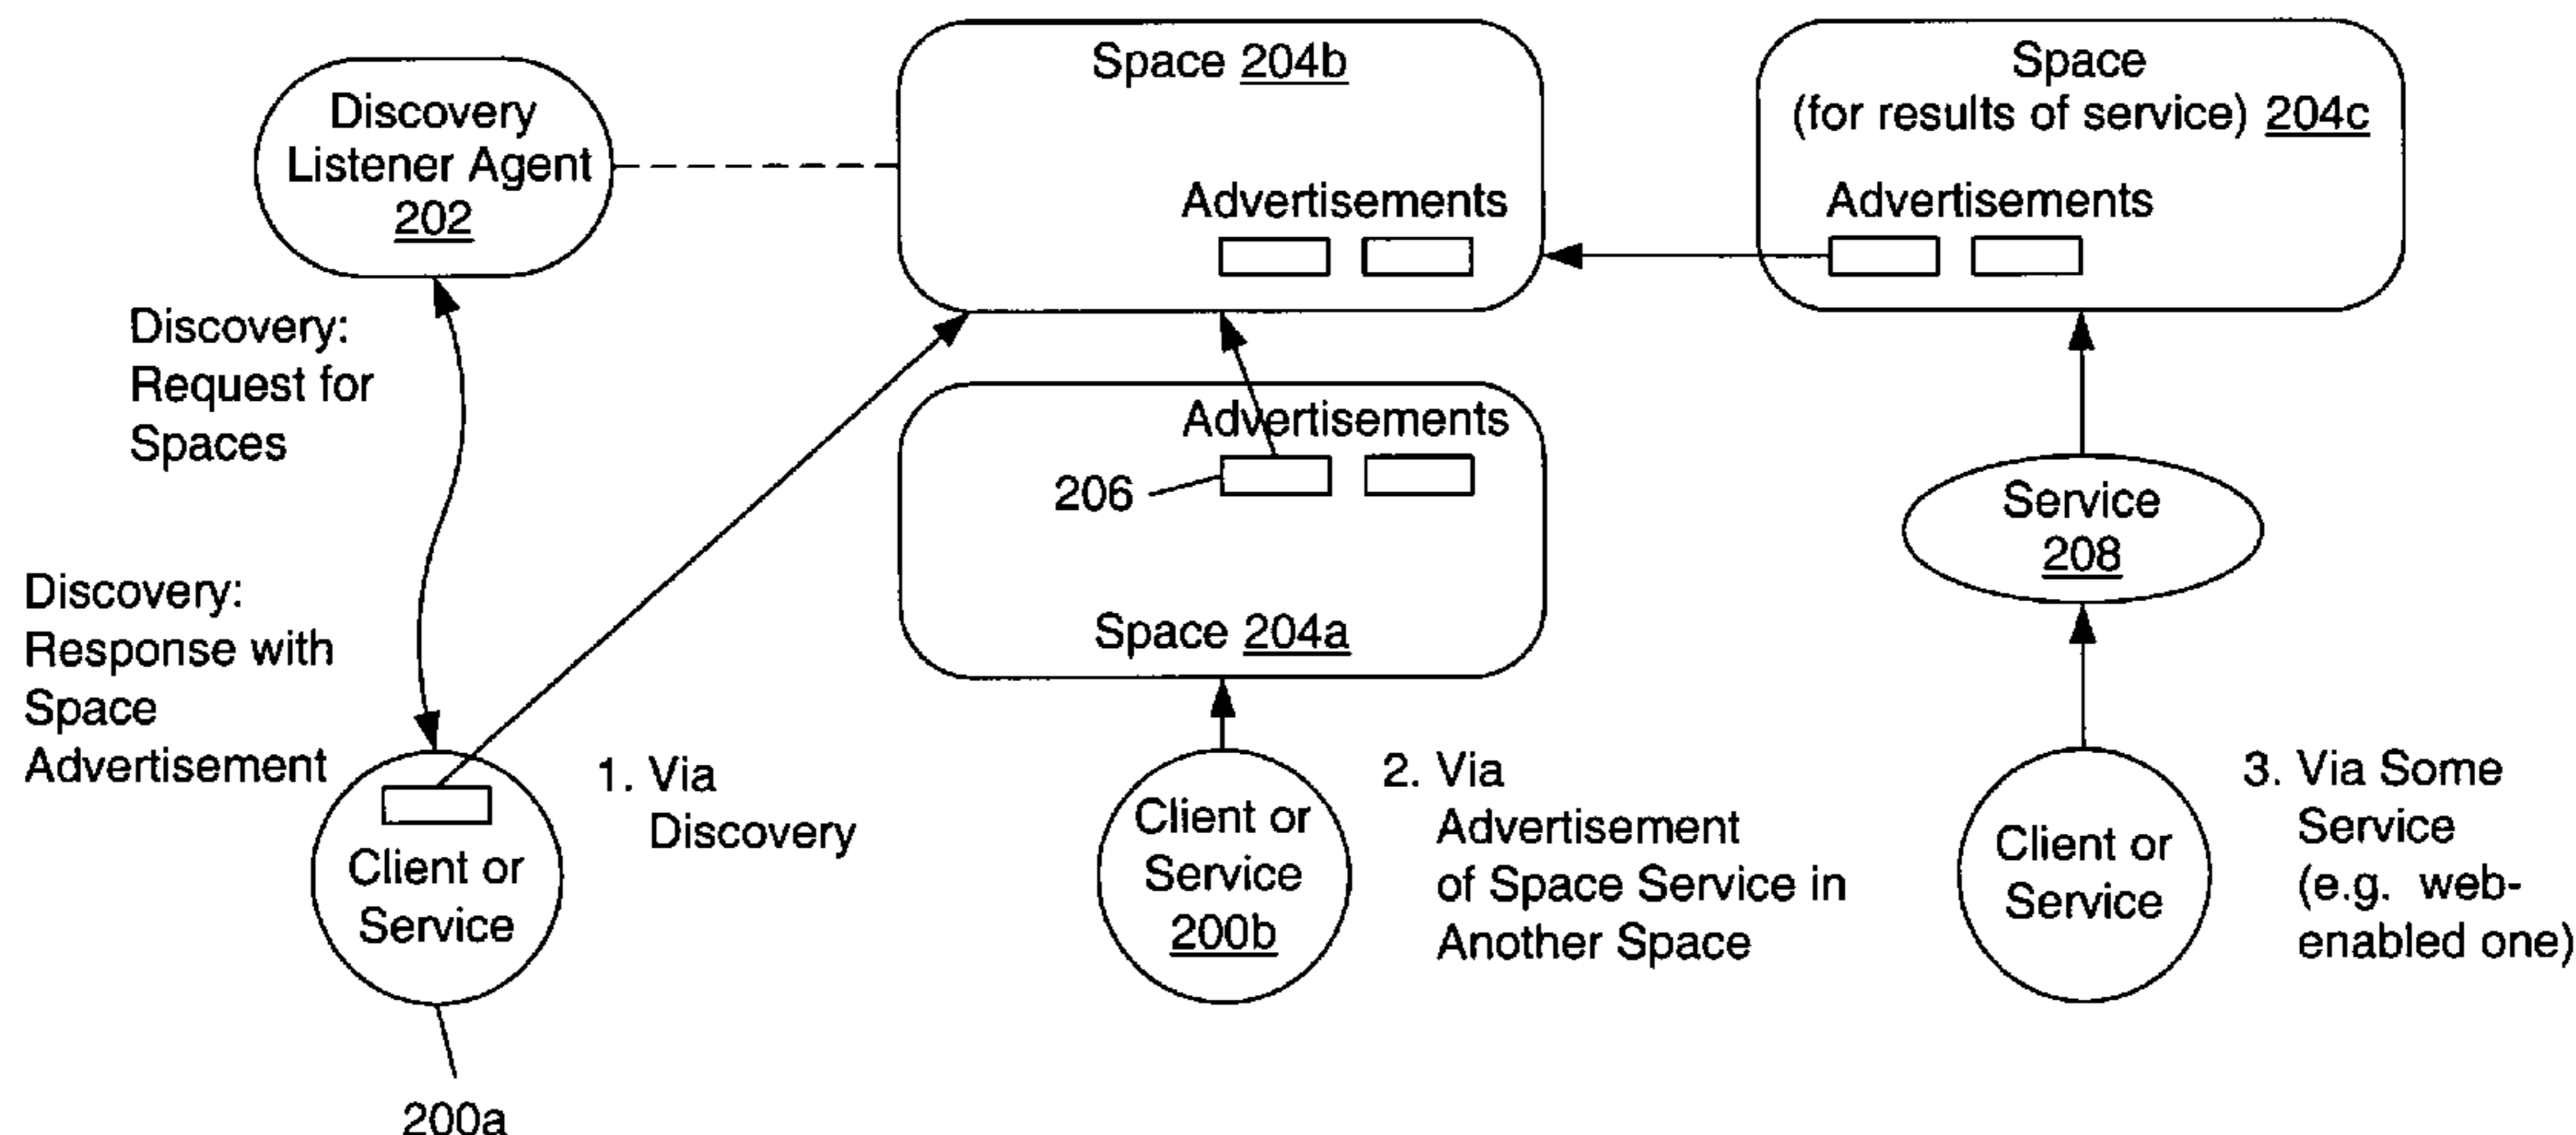 Discovery
Listener Agent
202
Space 204b
Advertisements
Space
(for results of service) 204c
Advertisements
Discovery:
Request for
Spaces
Advertisements
206
Space 204a
Service
208
Discovery:
Response with
Space
Advertisement
Client or
Service
200a
1. Via
Discovery
Client or
Service
200b
2. Via
Advertisement
of Space Service in
Another Space
Client or
Service
3. Via Some
Service
(e.g. web-
enabled one)